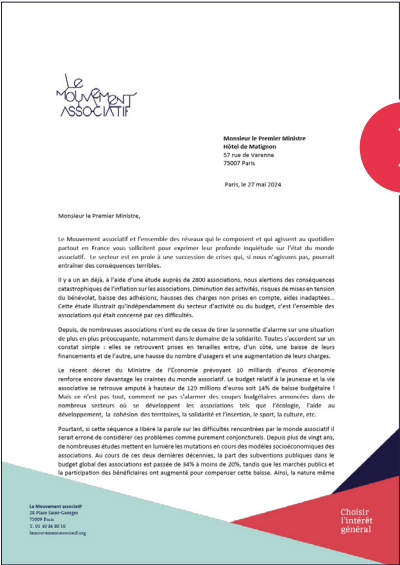 Le
Mouvement
associatif
Monsieur le Premier Ministre
Hôtel de Matignon
57 rue de Varenne
75007 Paris
Paris, le 27 mai 2024
Monsieur le Premier Ministre,
Le Mouvement associatif et l'ensemble des réseaux qui le composent et qui agissent au quotidien
partout en France vous sollicitent pour exprimer leur profonde inquiétude sur l'état du monde
associatif. Le secteur est en proie à une succession de crises qui, si nous n'agissons pas, pourrait
entraîner des conséquences terribles.
Il y a un an déjà, à l'aide d'une étude auprès de 2800 associations, nous alertions des conséquences
catastrophiques de l'inflation sur les associations. Diminution des activités, risques de mises en tension
du bénévolat, baisse des adhésions, hausses des charges non prises en compte, aides inadaptées...
Cette étude illustrait qu'indépendamment du secteur d'activité ou du budget, c'est l'ensemble des
associations qui était concerné par ces difficultés.
Depuis, de nombreuses associations n'ont eu de cesse de tirer la sonnette d'alarme sur une situation
de plus en plus préoccupante, notamment dans le domaine de la solidarité. Toutes s'accordent sur un
constat simple : elles se retrouvent prises en tenailles entre, d'un côté, une baisse de leurs
financements et de l'autre, une hausse du nombre d'usagers et une augmentation de leurs charges.
Le récent décret du Ministre de l'Économie prévoyant 10 milliards d'euros d'économie
renforce encore davantage les craintes du monde associatif. Le budget relatif à la jeunesse et la vie
associative se retrouve amputé à hauteur de 129 millions d'euros soit 14% de baisse budgétaire !
Mais ce n'est pas tout, comment ne pas s'alarmer des coupes budgétaires annoncées dans de
nombreux secteurs où se développent les associations tels que l'écologie, l'aide au
développement, la cohésion des territoires, la solidarité et l'insertion, le sport, la culture, etc.
Pourtant, si cette séquence a libéré la parole sur les difficultés rencontrées par le monde associatif il
serait erroné de considérer ces problèmes comme purement conjoncturels. Depuis plus de vingt ans,
de nombreuses études mettent en lumière les mutations en cours des modèles socioéconomiques des
associations. Au cours de ces deux dernières décennies, la part des subventions publiques dans le
budget global des associations est passée de 34% à moins de 20%, tandis que les marchés publics et
la participation des bénéficiaires ont augmenté pour compenser cette baisse. Ainsi, la nature même
Le Mouvement associatif
28 Place Saint-Georges
75009 Paris
T. 01 40 36 80 10
lemouvementassociatif.org
Choisir
l'intérêt
général